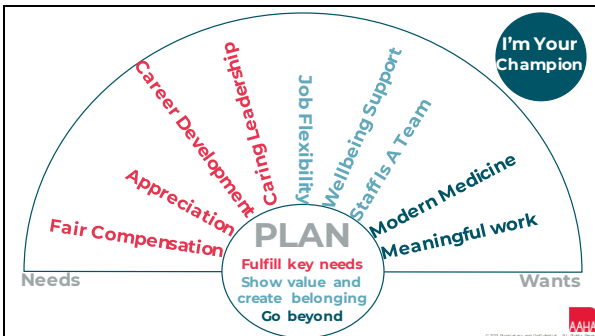 I'm Your
Champion
Fair Compensation
Appreciation
Career Development
Caring Leadership
Job Flexibility
Wellbeing Support
Staff Is A Team
Modern Medicine
Meaningful work
PLAN
Fulfill key needs
Show value and
create belonging
Go beyond
Needs
Wants
AAHA